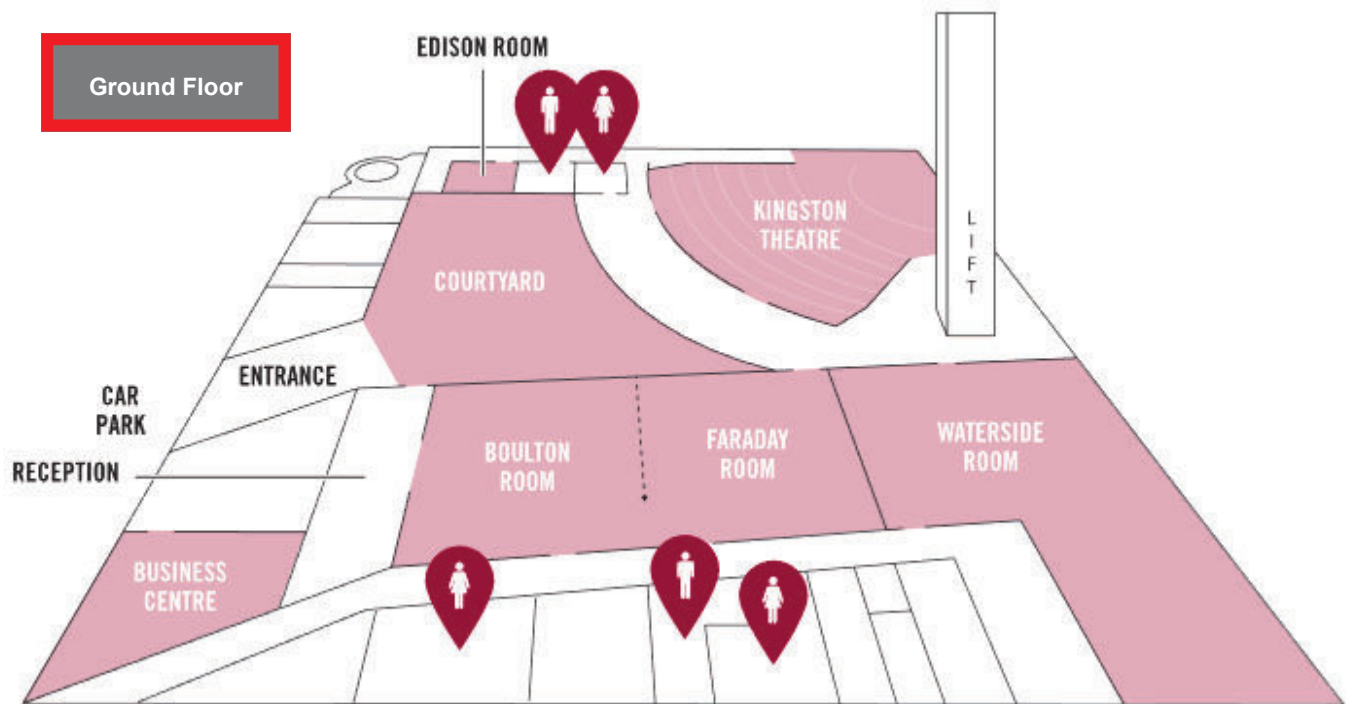 Ground Floor
EDISON ROOM
KINGSTON
THEATRE
L
I
F
T
COURTYARD
ENTRANCE
CAR
PARK
RECEPTION
BOULTON
ROOM
FARADAY
ROOM
WATERSIDE
ROOM
BUSINESS
CENTRE